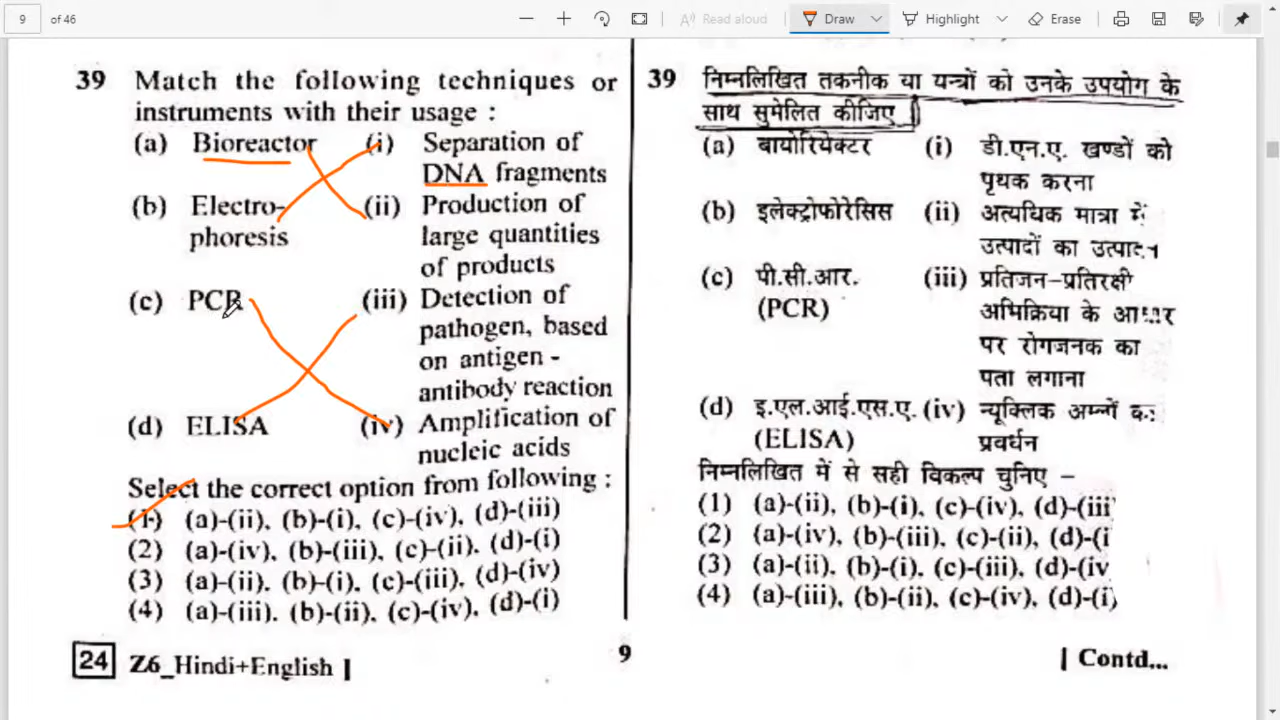 9 of 46 Read aloud Draw Highlight Erase
39 Match the following techniques or
instruments with their usage :
(a) Bioreactor (i) Separation of
DNA fragments
(b) Electro- (ii) Production of
phoresis large quantities
of products
(c) PCR (iii) Detection of
pathogen, based
on antigen -
antibody reaction
(d) ELISA (iv) Amplification of
nucleic acids
Select the correct option from following :
(1) (a)-(ii), (b)-(i), (c)-(iv), (d)-(iii)
(2) (a)-(iv), (b)-(iii), (c)-(ii), (d)-(i)
(3) (a)-(ii), (b)-(i), (c)-(iii), (d)-(iv)
(4) (a)-(iii), (b)-(ii), (c)-(iv), (d)-(i)
39 निम्नलिखित तकनीक या यन्त्रों को उनके उपयोग के
साथ सुमेलित कीजिए
(a) बायोरियेक्टर (i) डी.एन.ए. खण्डों को
पृथक करना
(b) इलेक्ट्रोफोरेसिस (ii) अत्यधिक मात्रा में
उत्पादों का उत्पादन
(c) पी.सी.आर. (iii) प्रतिजन-प्रतिरक्षी
(PCR) अभिक्रिया के आधार
पर रोगजनक का
पता लगाना
(d) इ.एल.आई.एस.ए. (iv) न्यूक्लिक अम्लों का
(ELISA) प्रवर्धन
निम्नलिखित में से सही विकल्प चुनिए -
(1) (a)-(ii), (b)-(i), (c)-(iv), (d)-(iii
(2) (a)-(iv), (b)-(iii), (c)-(ii), (d)-(i
(3) (a)-(ii), (b)-(i), (c)-(iii), (d)-(iv
(4) (a)-(iii), (b)-(ii), (c)-(iv), (d)-(i)
24 Z6_Hindi+English ] 9 [ Contd...